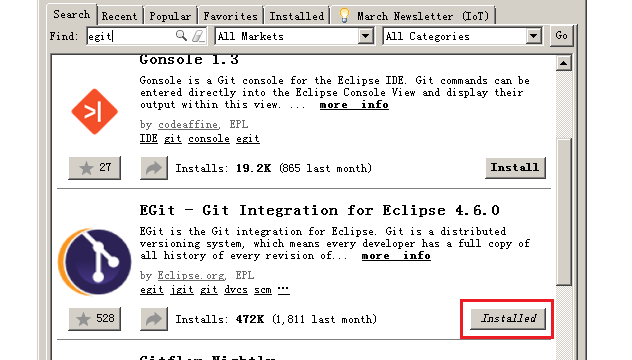 Search Recent Popular Favorites Installed March Newsletter (IoT)
Find: egit All Markets All Categories Go
Gonsole 1.3
Gonsole is a Git console for the Eclipse IDE. Git commands can be
entered directly into the Eclipse Console View and display their
output within this view. ... more info
by codeaffine, EPL
IDE git console egit
27 Installs: 19.2K (865 last month) Install
EGit - Git Integration for Eclipse 4.6.0
EGit is the Git integration for Eclipse. Git is a distributed
versioning system, which means every developer has a full copy of
all history of every revision of... more info
by Eclipse.org, EPL
egit jgit git dvcs scm ...
528 Installs: 472K (1,811 last month) Installed
Gitflow Nightly